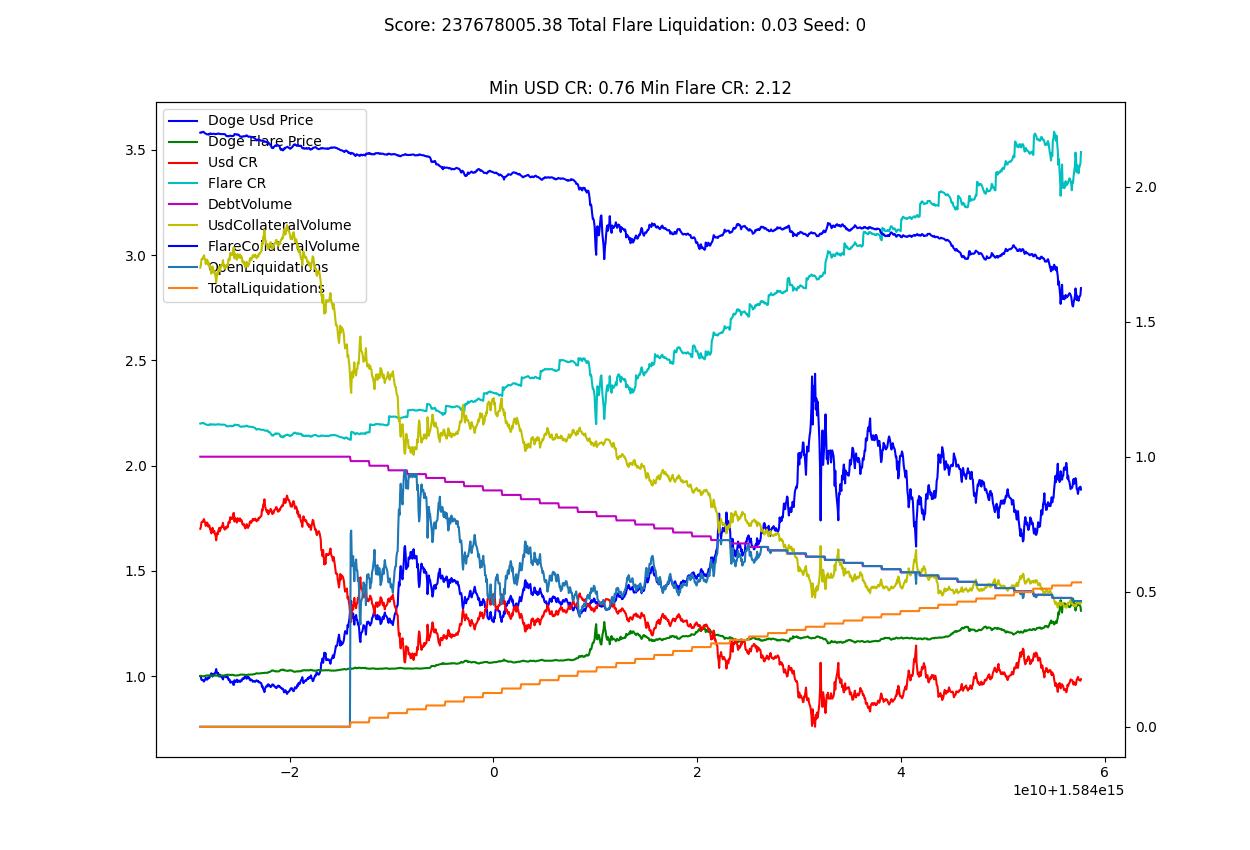 Score: 237678005.38 Total Flare Liquidation: 0.03 Seed: 0
Min USD CR: 0.76 Min Flare CR: 2.12
Doge Usd Price
Doge Flare Price
Usd CR
Flare CR
DebtVolume
UsdCollateralVolume
FlareCollateralVolume
OpenLiquidations
TotalLiquidations
3.5
3.0
2.5
2.0
1.5
1.0
2.0
1.5
1.0
0.5
0.0
−2
0
2
4
6
1e10+1.584e15